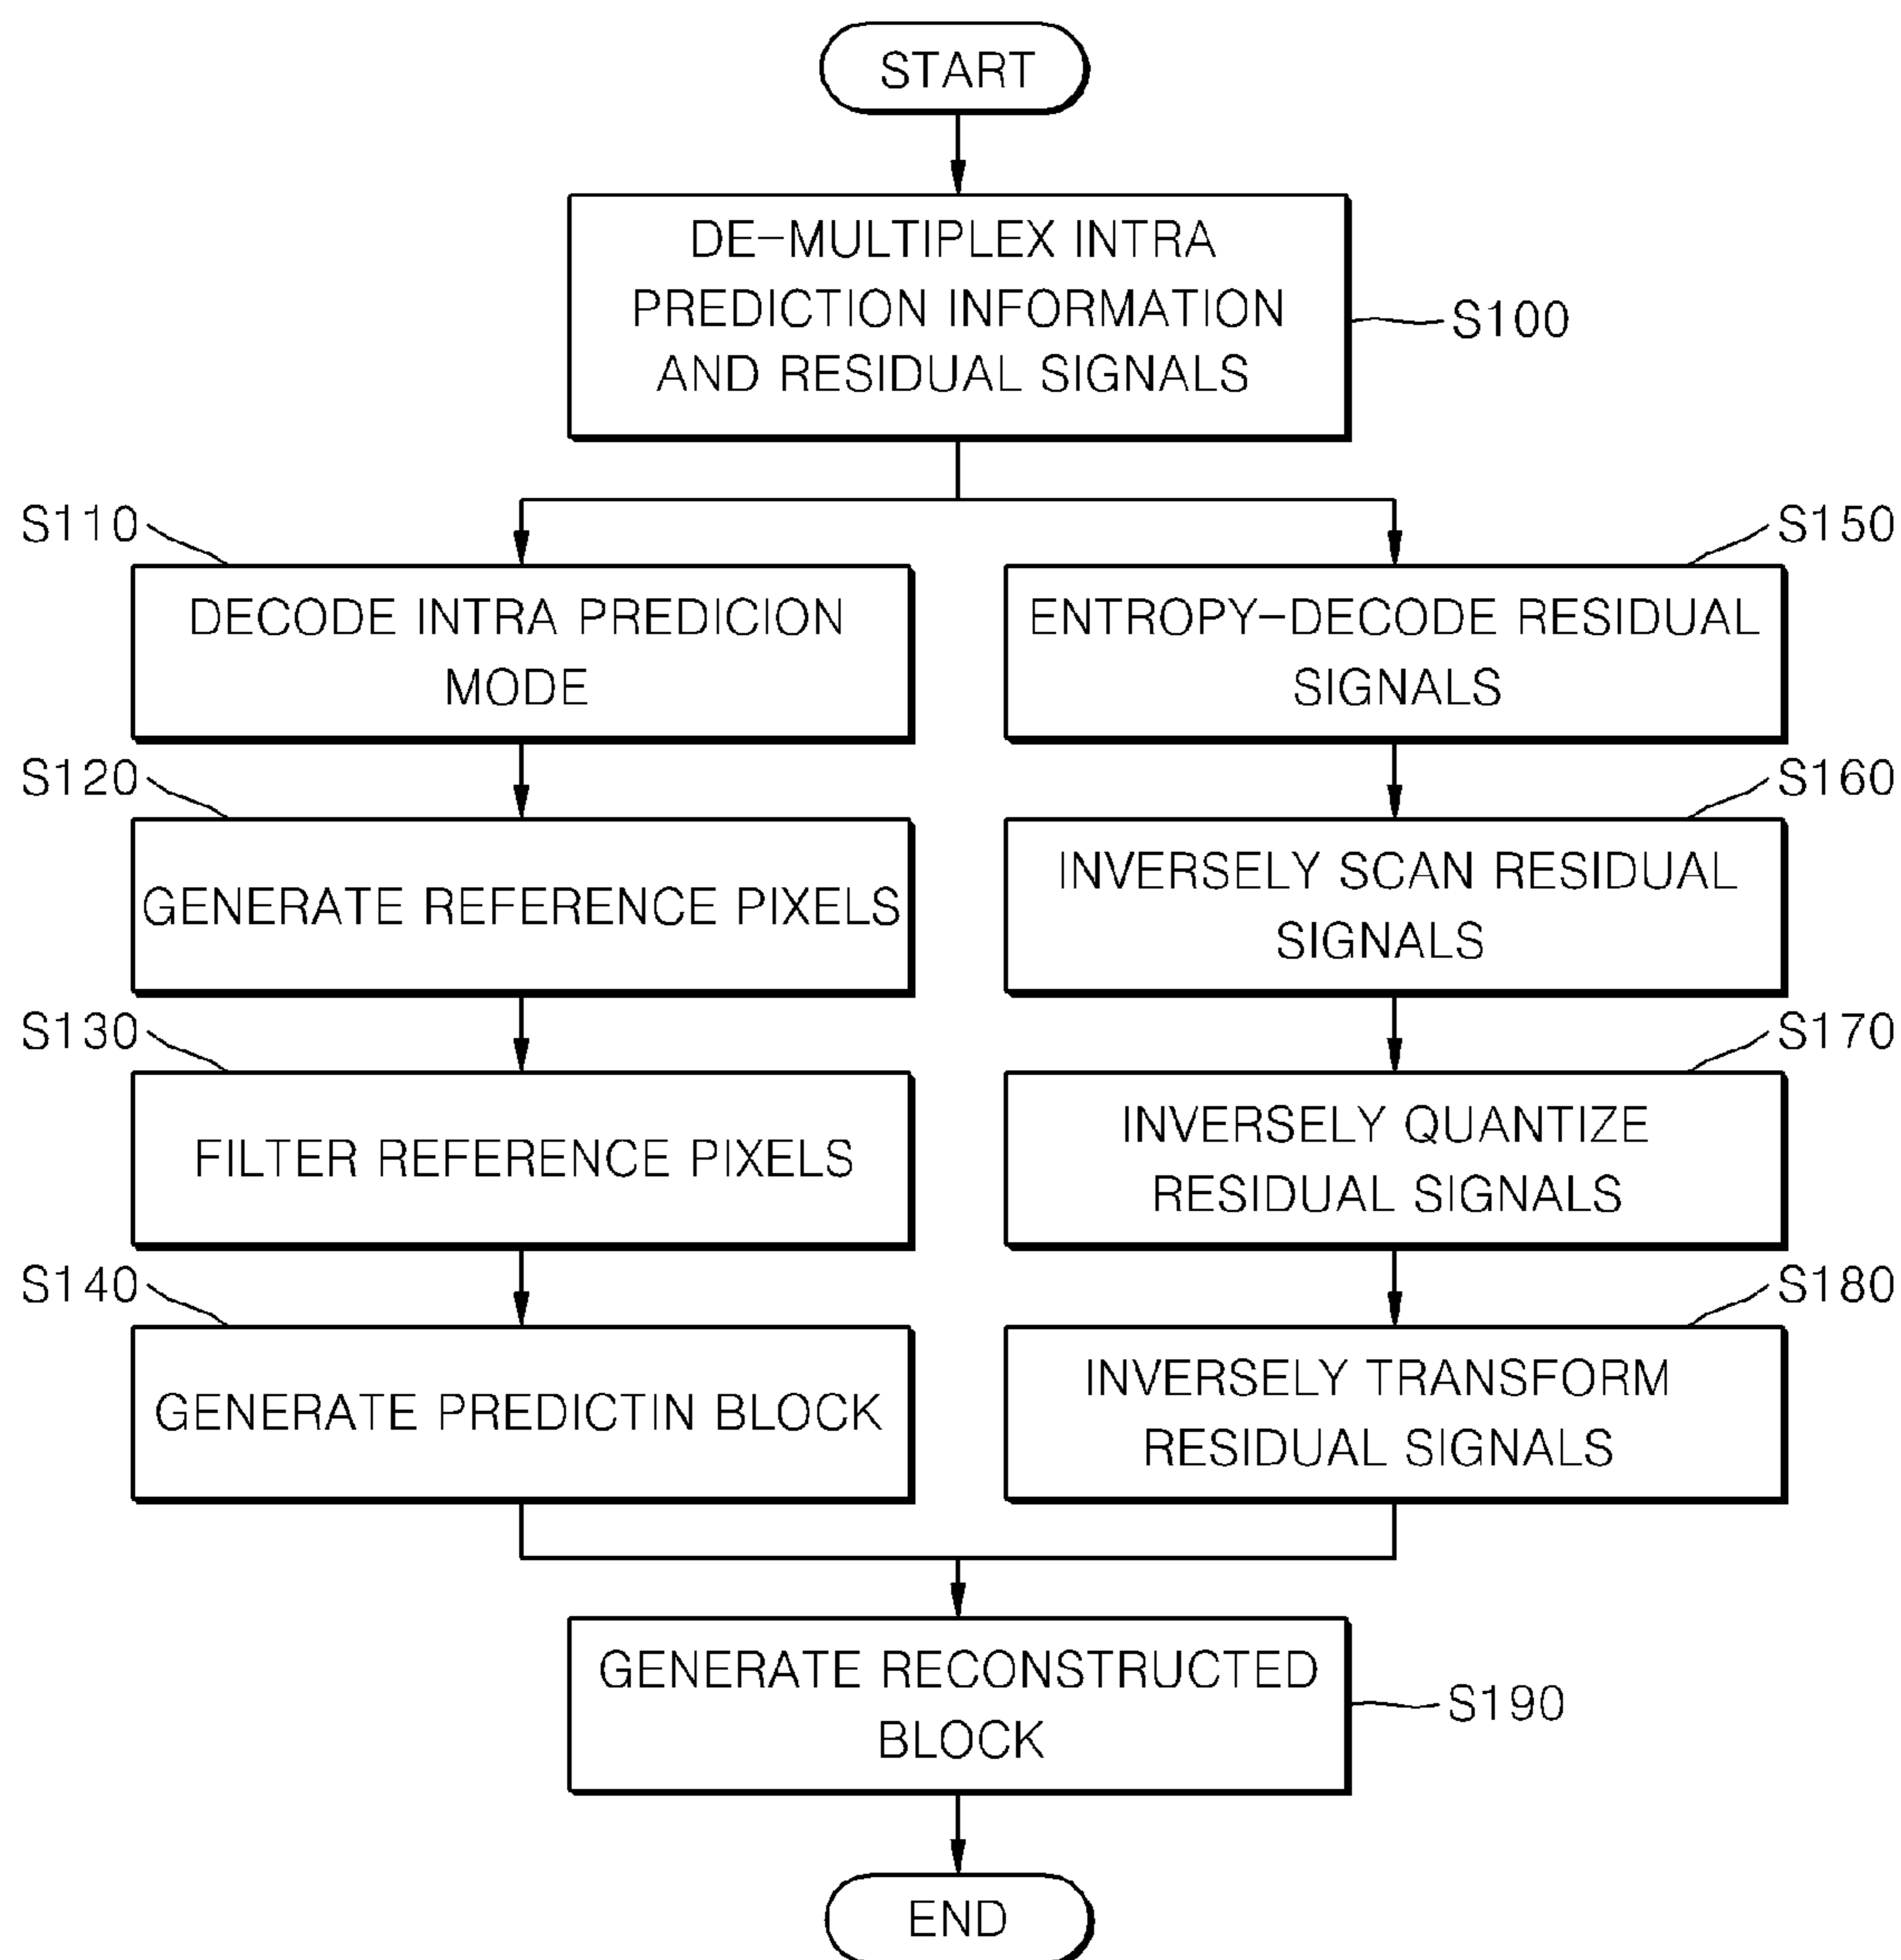 START
DE-MULTIPLEX INTRA
PREDICTION INFORMATION
AND RESIDUAL SIGNALS
S100
S110
DECODE INTRA PREDICION
MODE
S120
GENERATE REFERENCE PIXELS
S130
FILTER REFERENCE PIXELS
S140
GENERATE PREDICTIN BLOCK
S150
ENTROPY-DECODE RESIDUAL
SIGNALS
S160
INVERSELY SCAN RESIDUAL
SIGNALS
S170
INVERSELY QUANTIZE
RESIDUAL SIGNALS
S180
INVERSELY TRANSFORM
RESIDUAL SIGNALS
GENERATE RECONSTRUCTED
BLOCK
S190
END